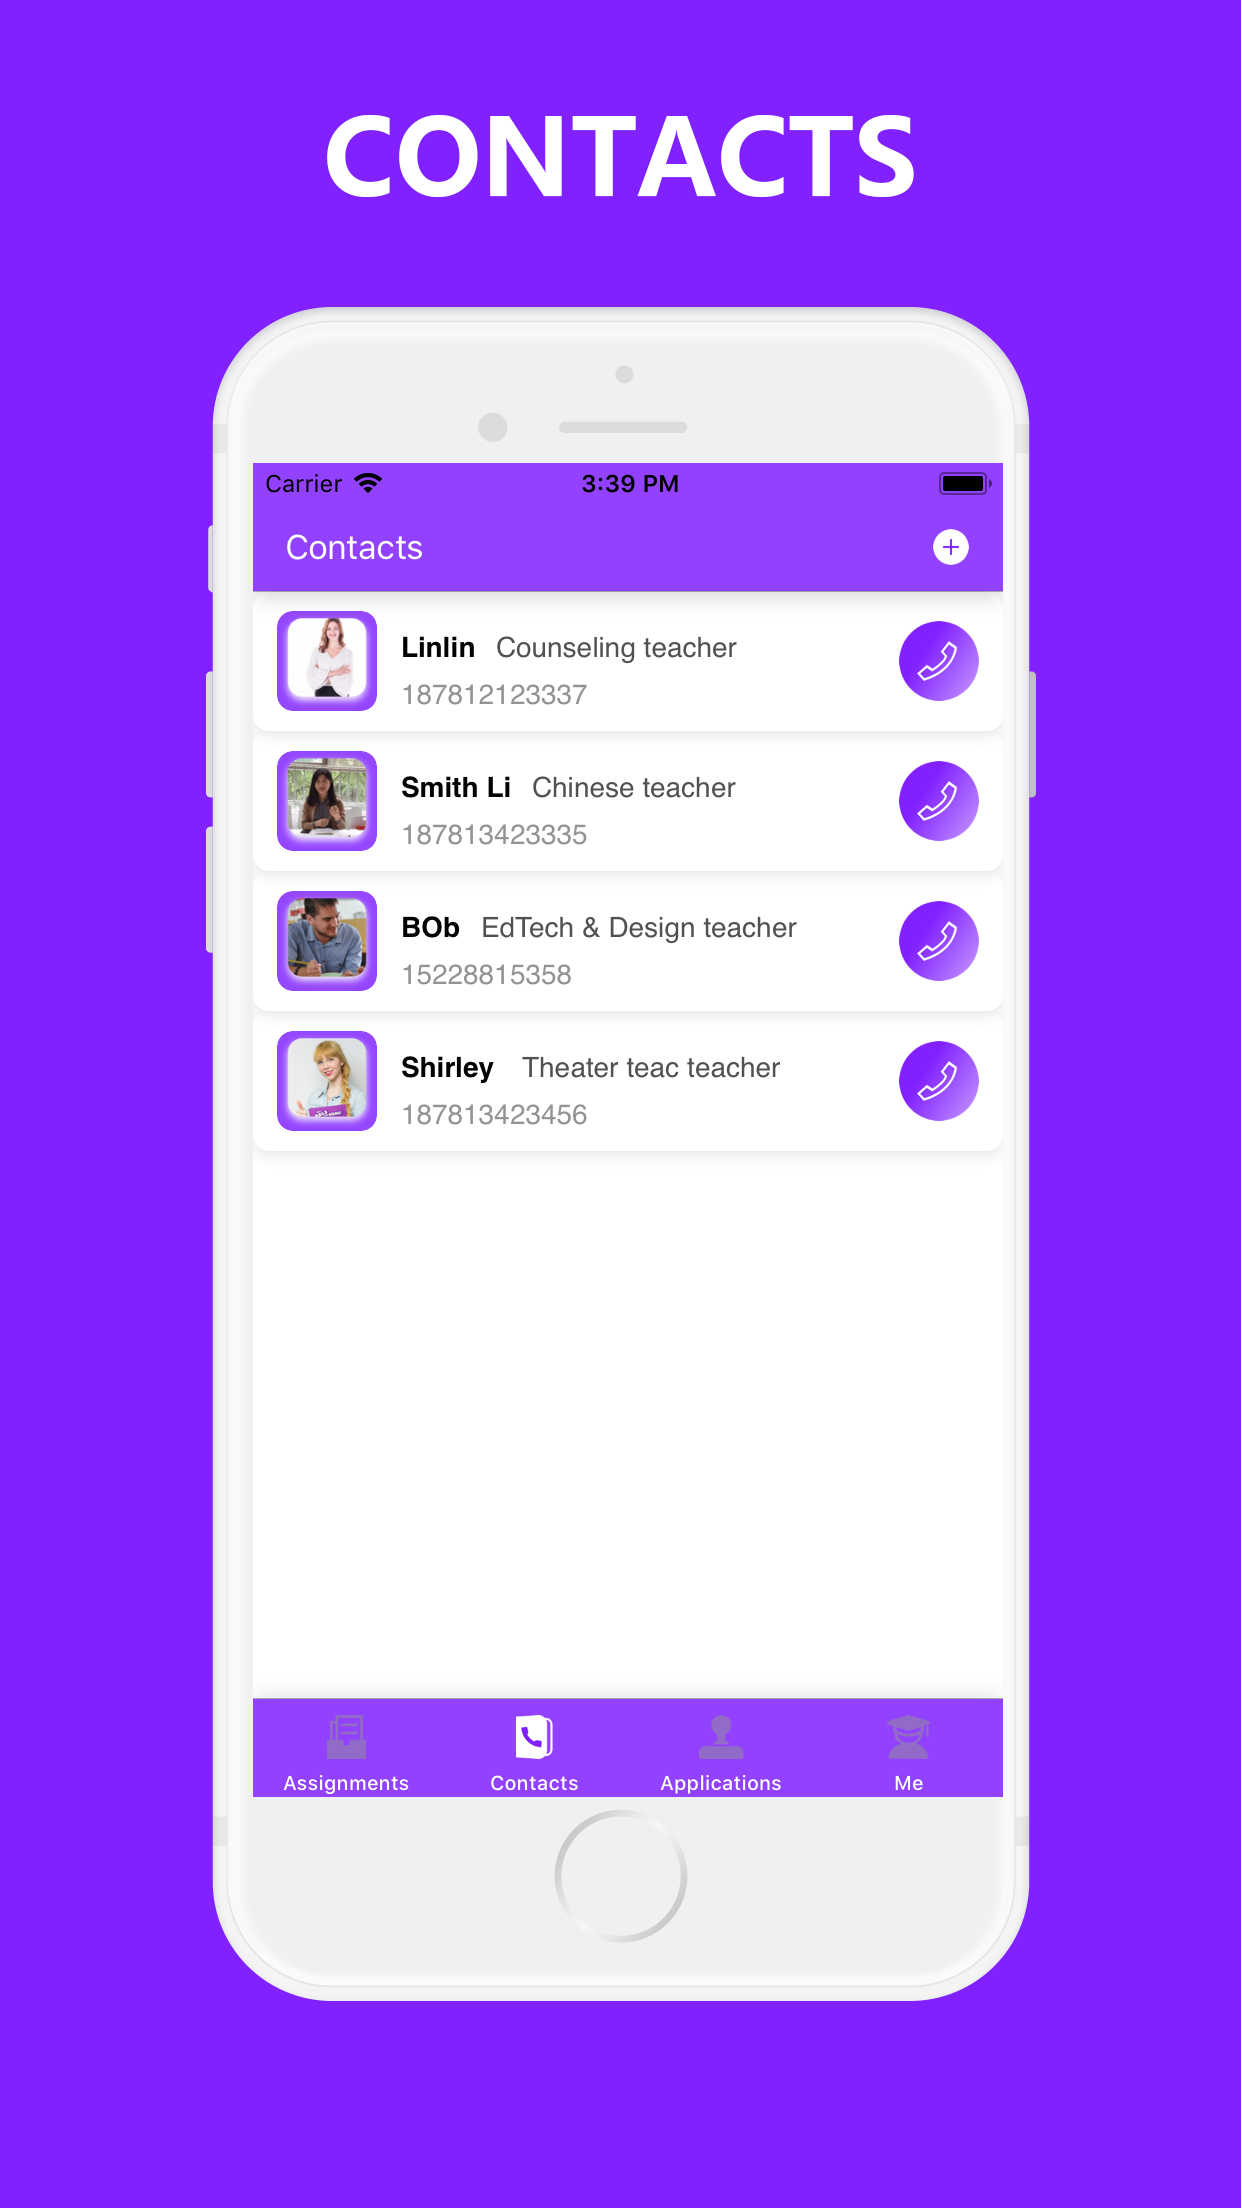 CONTACTS
Carrier 3:39 PM
Contacts
Linlin Counseling teacher
187812123337
Smith Li Chinese teacher
187813423335
BOb EdTech & Design teacher
15228815358
Shirley Theater teac teacher
187813423456
Assignments Contacts Applications Me